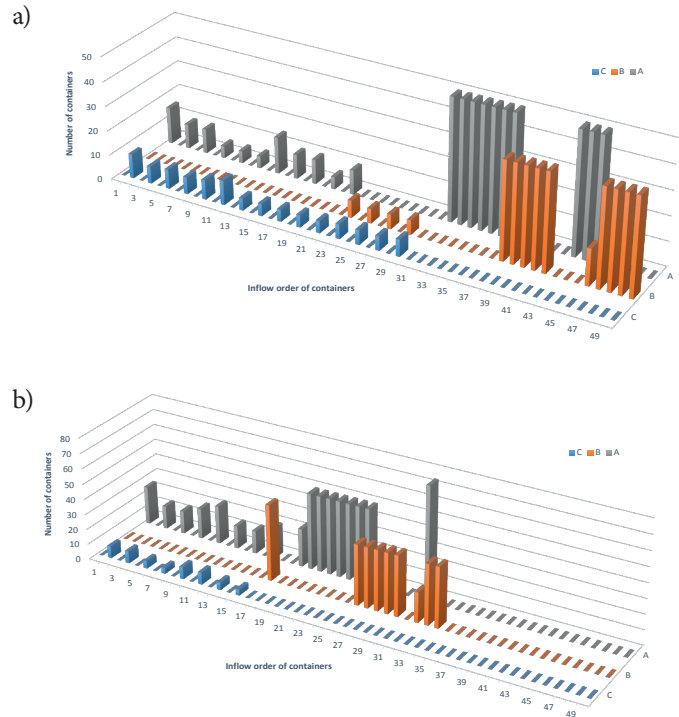 a)
50
40
30
20
10
0
Number of containers
C B A
1 3 5 7 9 11 13 15 17 19 21 23 25 27 29 31 33 35 37 39 41 43 45 47 49
A
B
C
Inflow order of containers
b)
80
70
60
50
40
30
20
10
0
Number of containers
C B A
1 3 5 7 9 11 13 15 17 19 21 23 25 27 29 31 33 35 37 39 41 43 45 47 49
A
B
C
Inflow order of containers